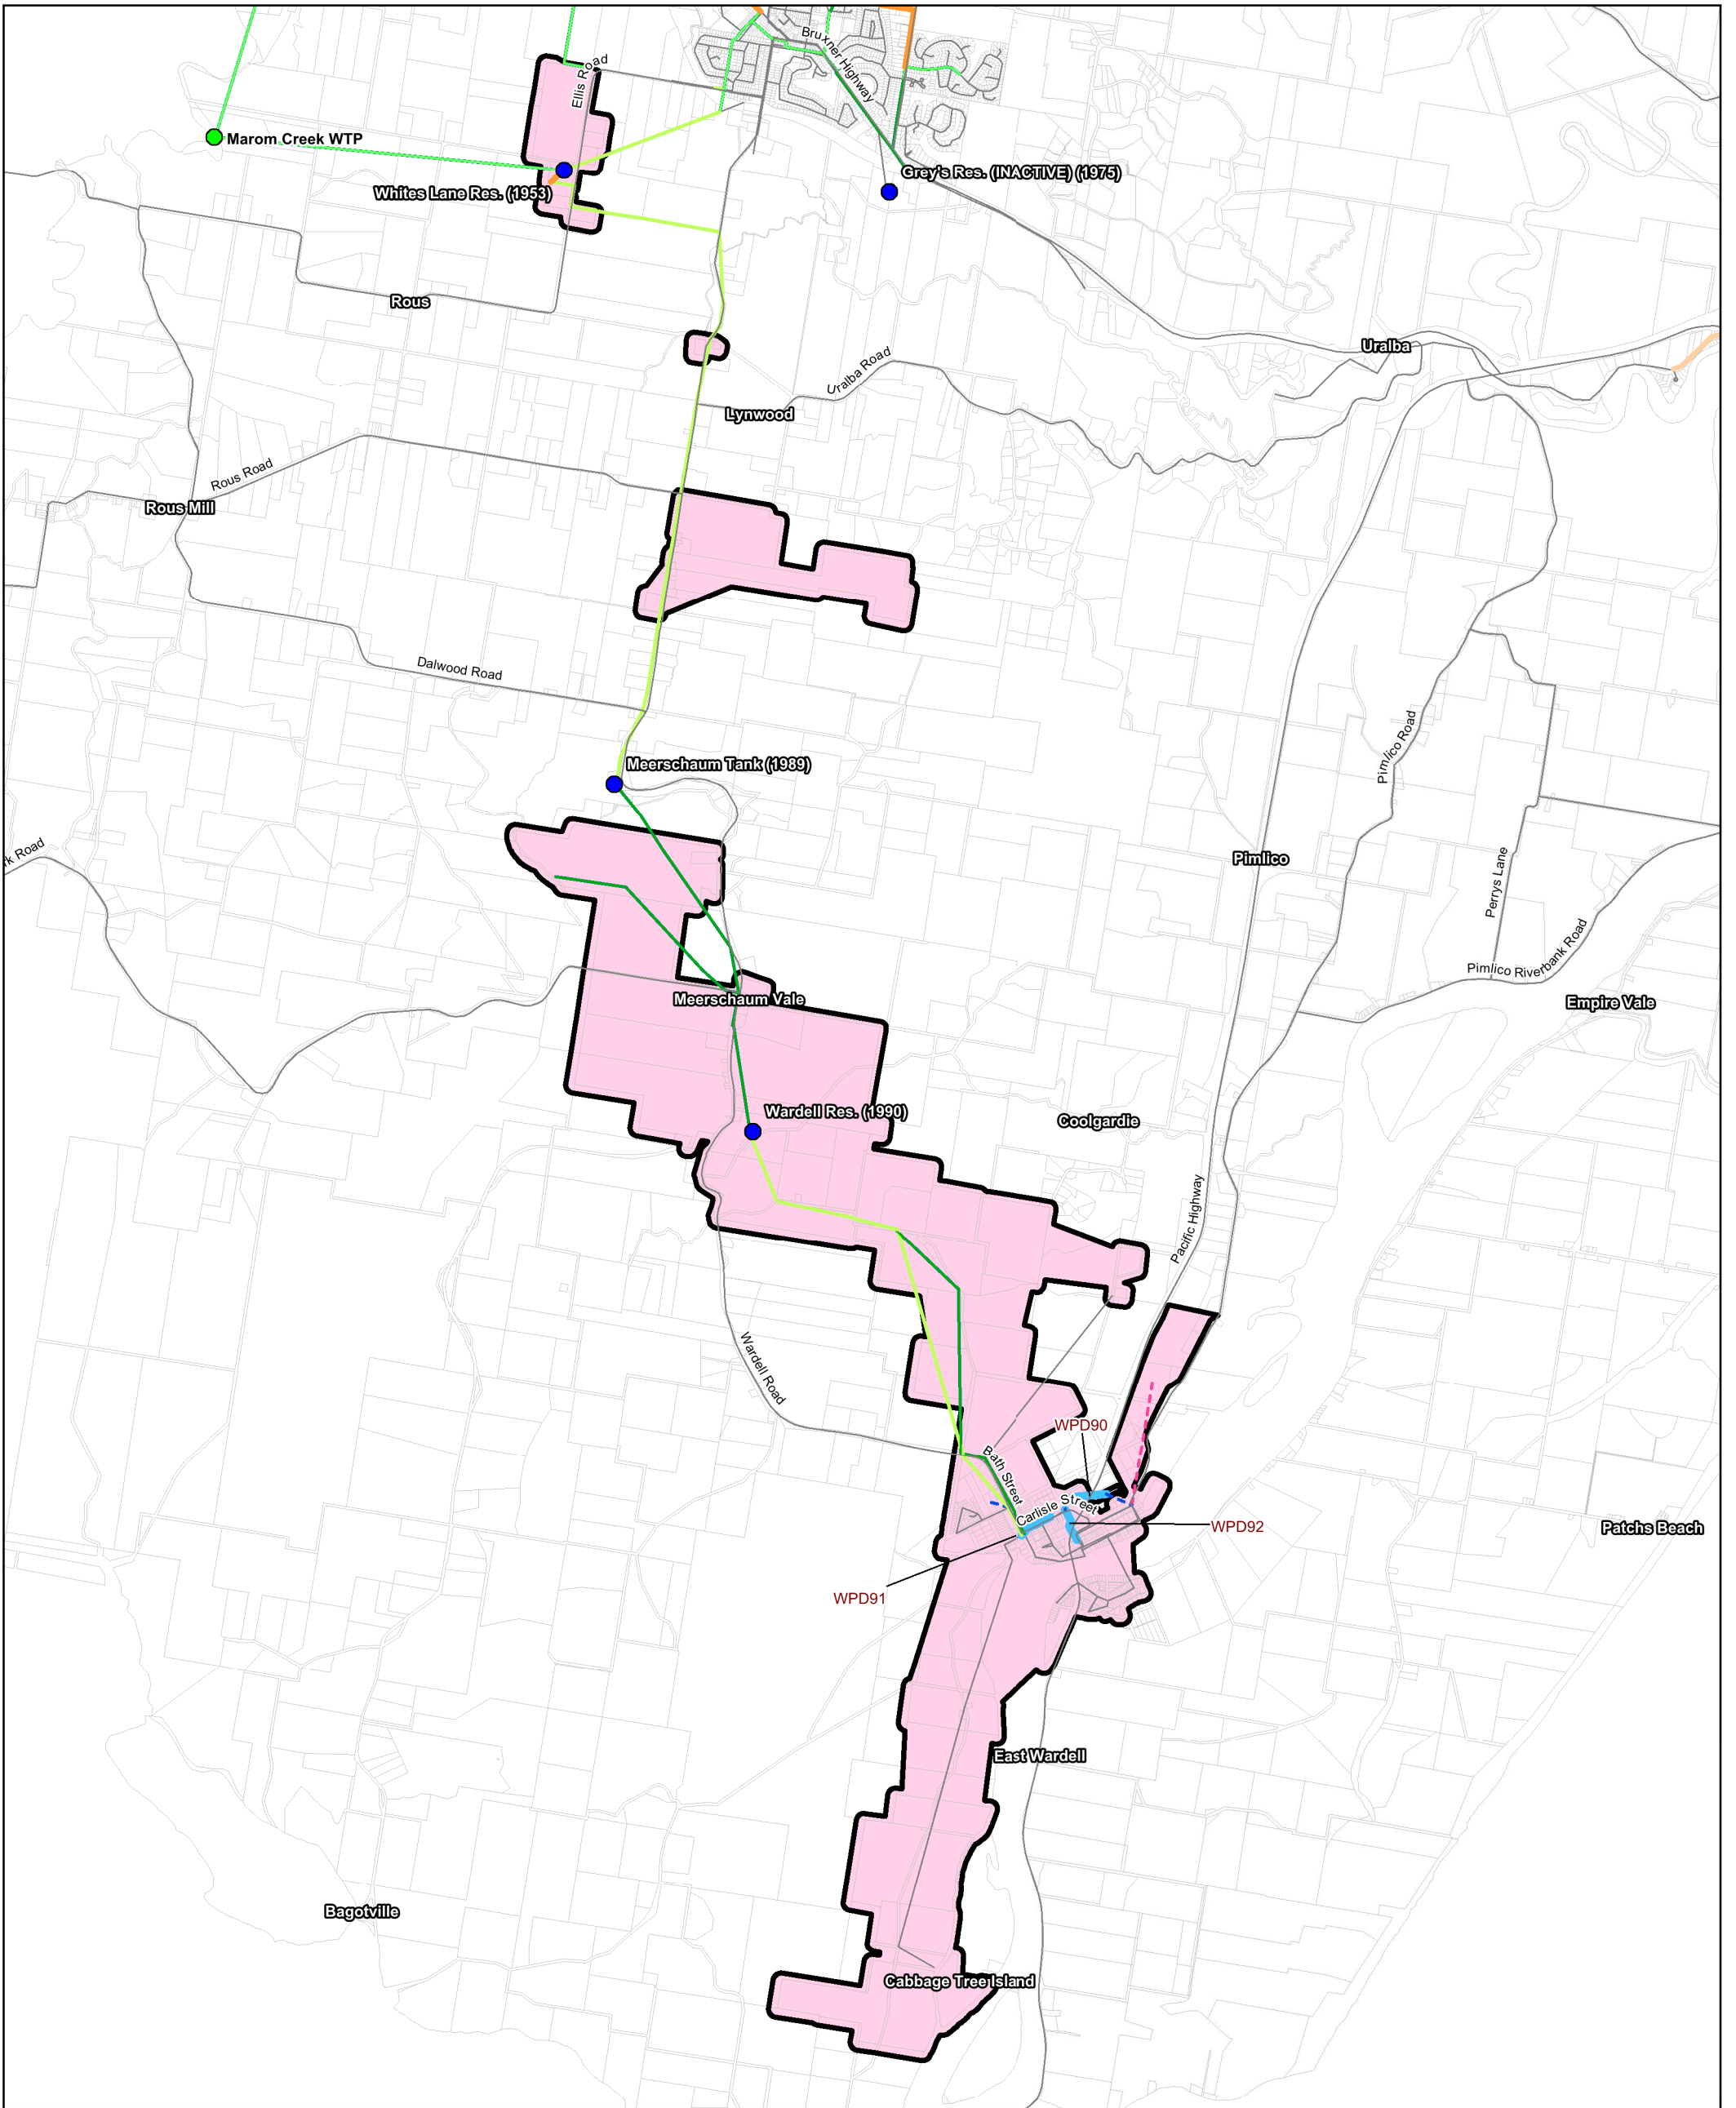 Bruxner Highway
Ellis Road
Marom Creek WTP
Grey's Res. (INACTIVE) (1975)
Whites Lane Res. (1953)
Rous
Uralba
Uralba Road
Lynwood
Rous Road
Rous Mill
Dalwood Road
Pimlico Road
Meerschaum Tank (1989)
rk Road
Pimlico
Perrys Lane
Pimlico Riverbank Road
Meerschaum Vale
Empire Vale
Wardell Res. (1990)
Coolgardie
Pacific Highway
Wardell Road
WPD90
Bath Street
Carlisle Street
WPD92
Patchs Beach
WPD91
East Wardell
Bagotville
Cabbage Tree Island